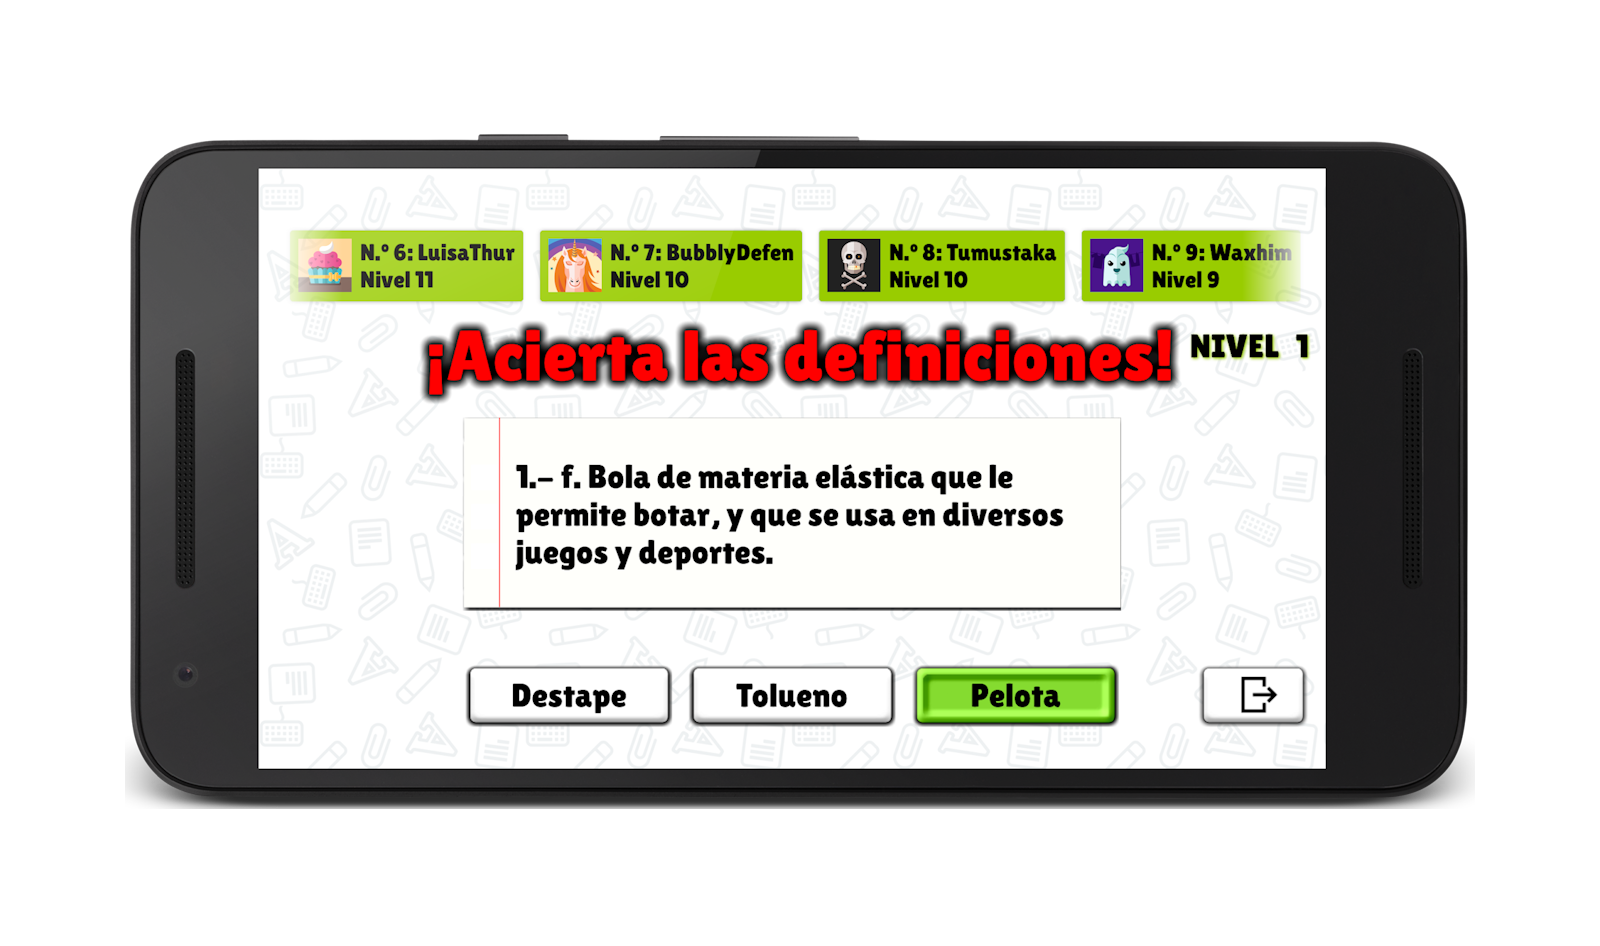 N.º 6: LuisaThur
Nivel 11
N.º 7: BubblyDefen
Nivel 10
N.º 8: Tumustaka
Nivel 10
N.º 9: Waxhim
Nivel 9
¡Acierta las definiciones!
NIVEL 1
1.- f. Bola de materia elástica que le
permite botar, y que se usa en diversos
juegos y deportes.
Destape
Tolueno
Pelota